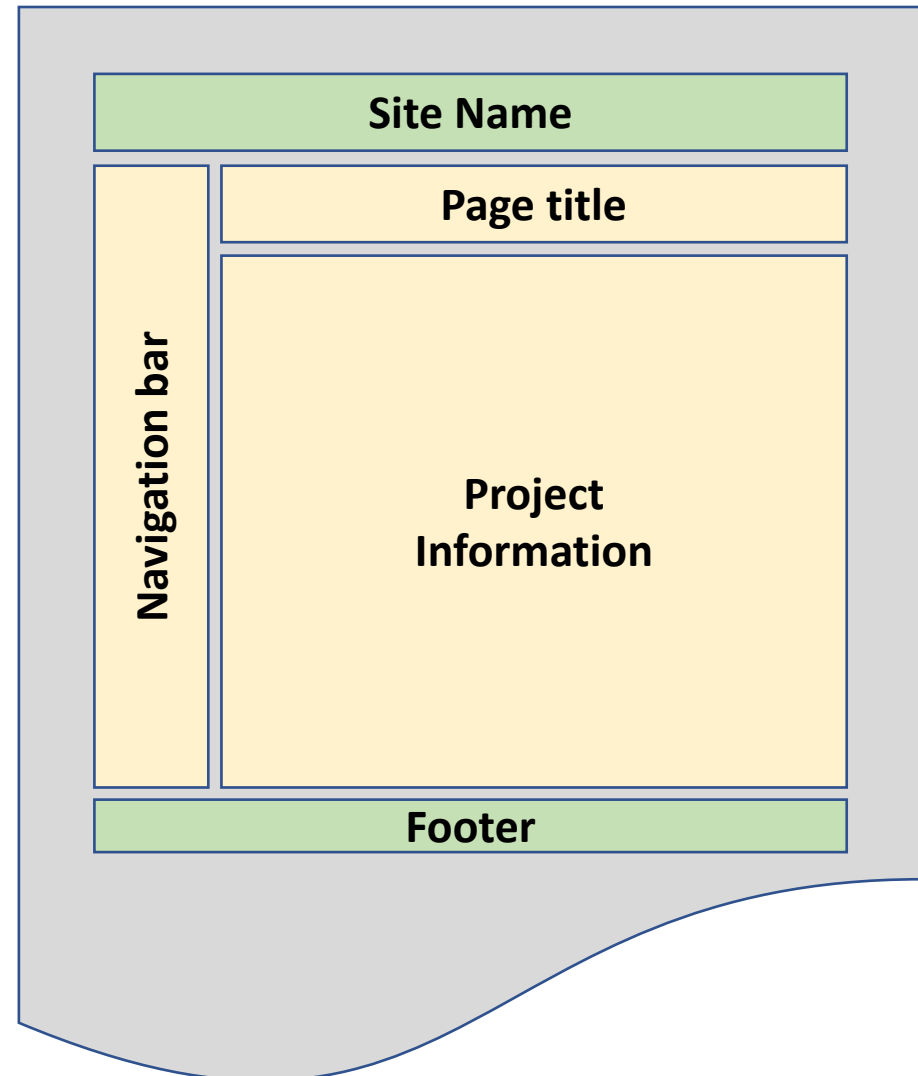 Site Name
Page title
Navigation bar
Project
Information
Footer